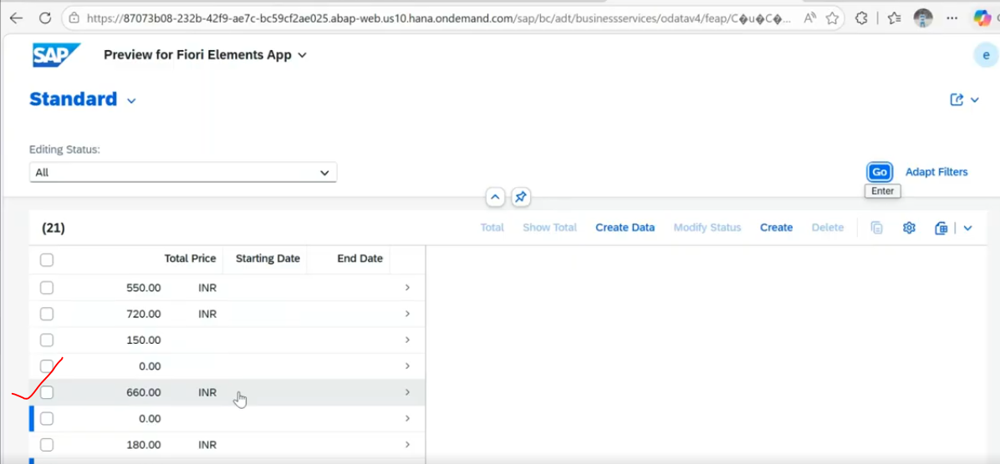 https://87073b08-232b-42f9-ae7c-bc59cf2ae025.abap-web.us10.hana.ondemand.com/sap/bc/adt/businessservices/odatav4/feap/C�u�C�...
SAP Preview for Fiori Elements App e
Standard
Editing Status:
All Go Adapt Filters
Enter
(21) Total Show Total Create Data Modify Status Create Delete
Total Price Starting Date End Date
550.00 INR
720.00 INR
150.00
0.00
660.00 INR
0.00
180.00 INR